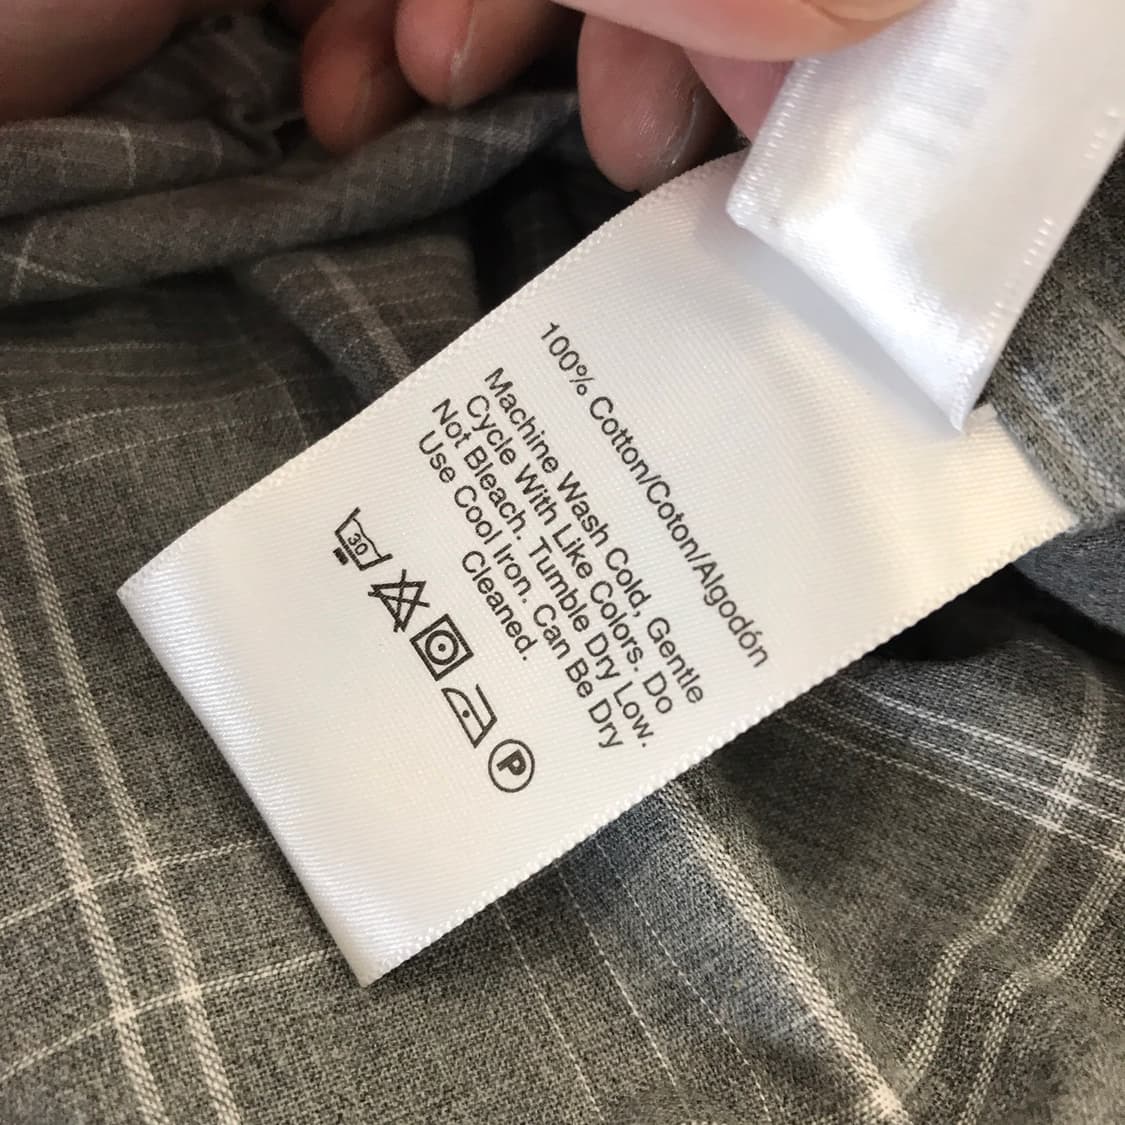 100% Cotton/Coton/Algodón
Machine Wash Cold, Gentle
Cycle With Like Colors. Do
Not Bleach. Tumble Dry Low.
Use Cool Iron. Can Be Dry
Cleaned.
30
P